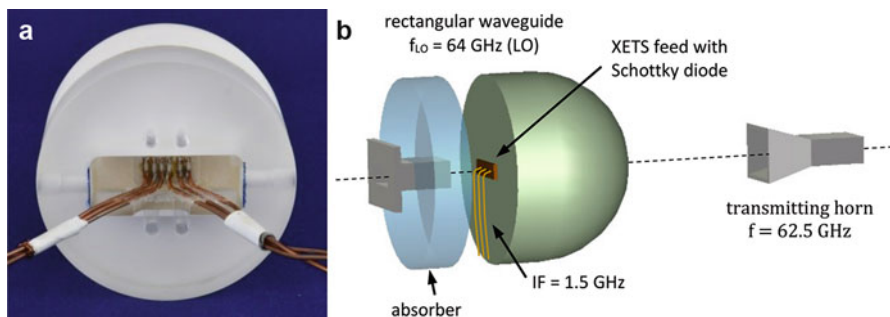 a
b
rectangular waveguide
fLO = 64 GHz (LO)
XETS feed with
Schottky diode
transmitting horn
f = 62.5 GHz
IF = 1.5 GHz
absorber